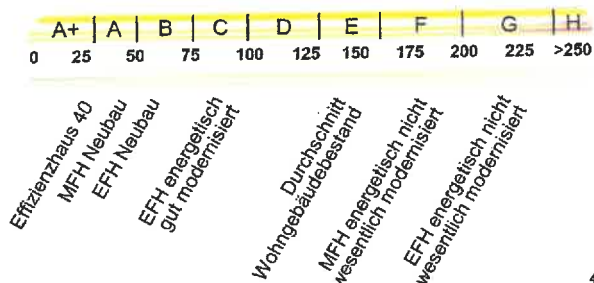 A+ A B C D E F G H
0 25 50 75 100 125 150 175 200 225 >250
Effizienzhaus 40
MFH Neubau
EFH Neubau
EFH energetisch
gut modernisiert
Durchschnitt
Wohngebäudebestand
MFH energetisch nicht
wesentlich modernisiert
EFH energetisch nicht
wesentlich modernisiert